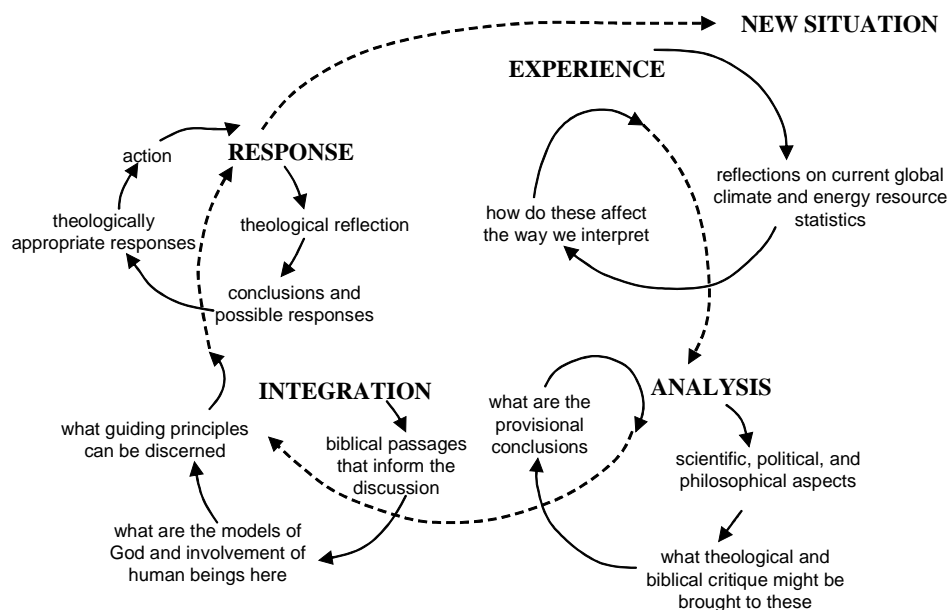 NEW SITUATION
EXPERIENCE
reflections on current global
climate and energy resource
statistics
how do these affect
the way we interpret
ANALYSIS
scientific, political, and
philosophical aspects
what theological and
biblical critique might be
brought to these
what are the
provisional
conclusions
INTEGRATION
biblical passages
that inform the
discussion
what are the models of
God and involvement of
human beings here
what guiding principles
can be discerned
RESPONSE
theological reflection
conclusions and
possible responses
theologically
appropriate responses
action